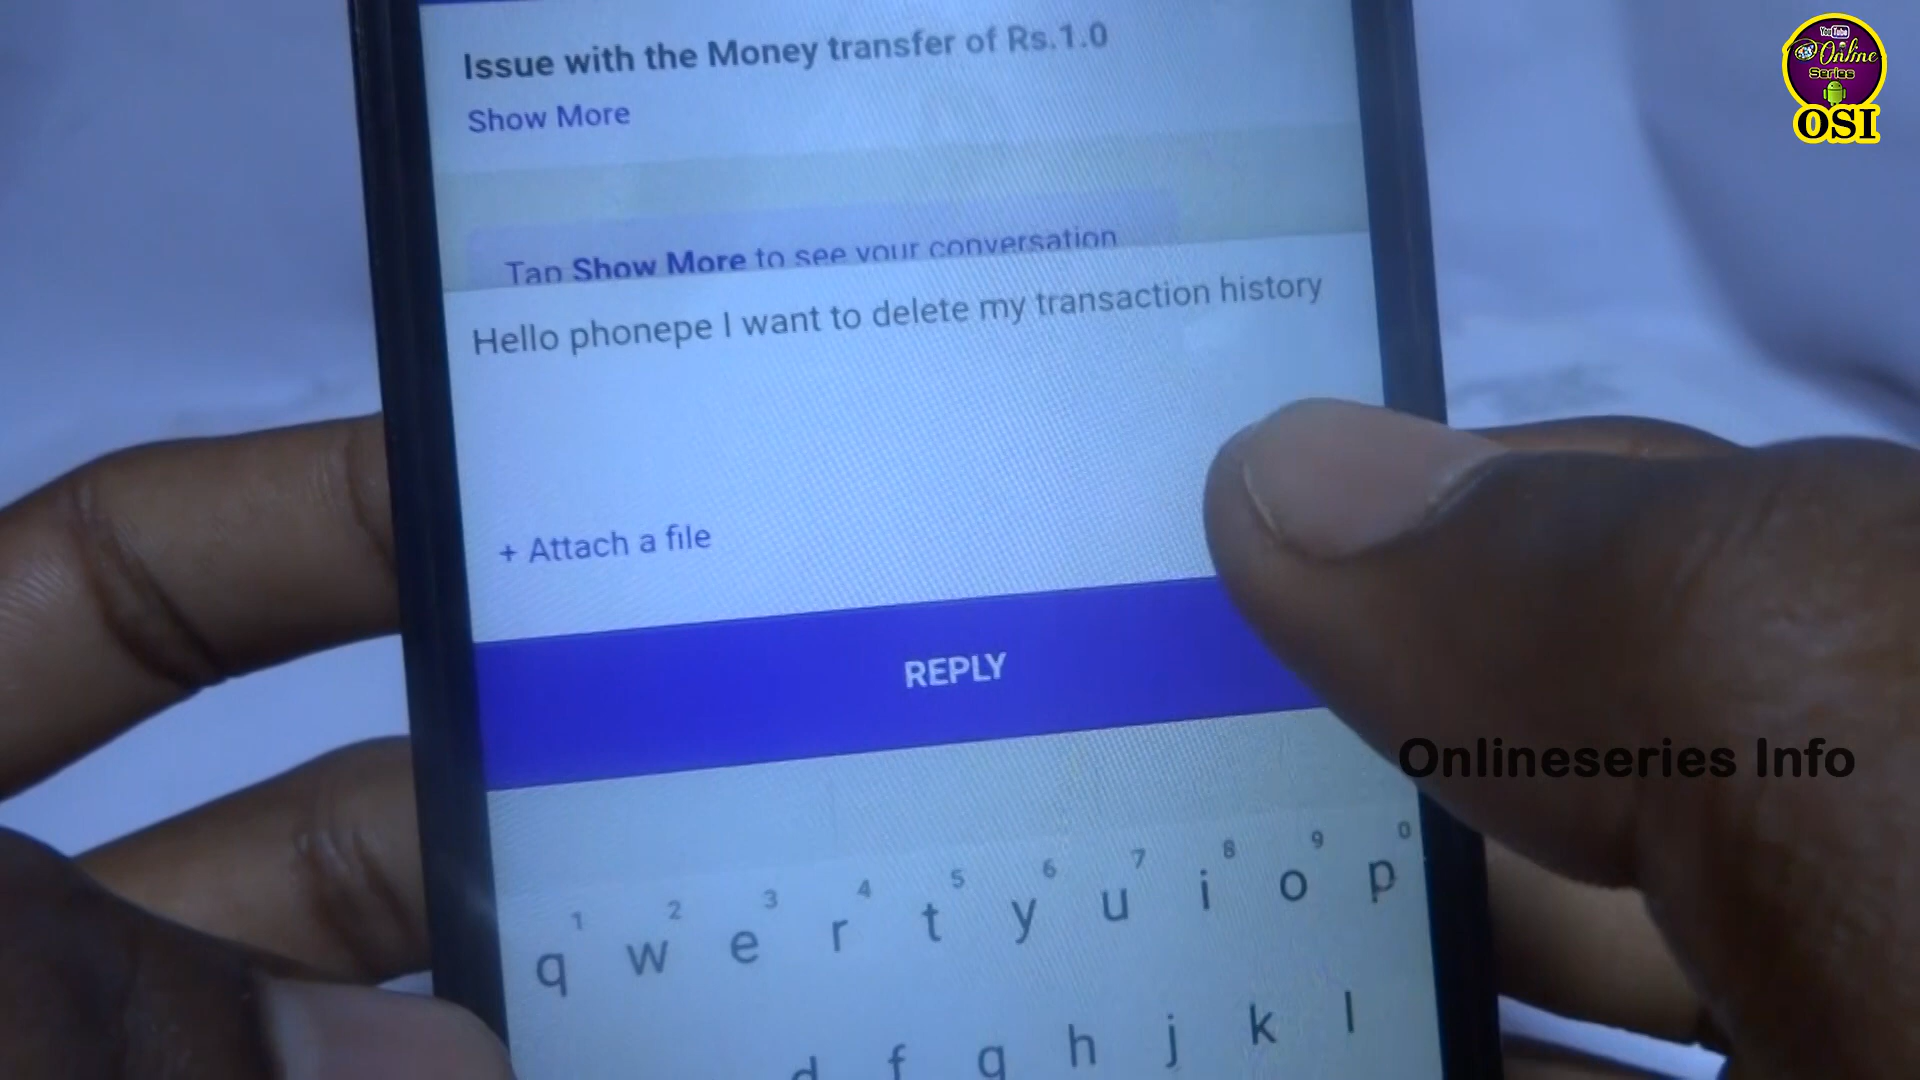 Issue with the Money transfer of Rs.1.0
Show More
Tap Show More to see your conversation
Hello phonepe I want to delete my transaction history
+ Attach a file
REPLY
1 2 3 4 5 6 7 8 9 0
q w e r t y u i o p
d f g h j k l
YouTube
Online
Series
OSI
Onlineseries Info